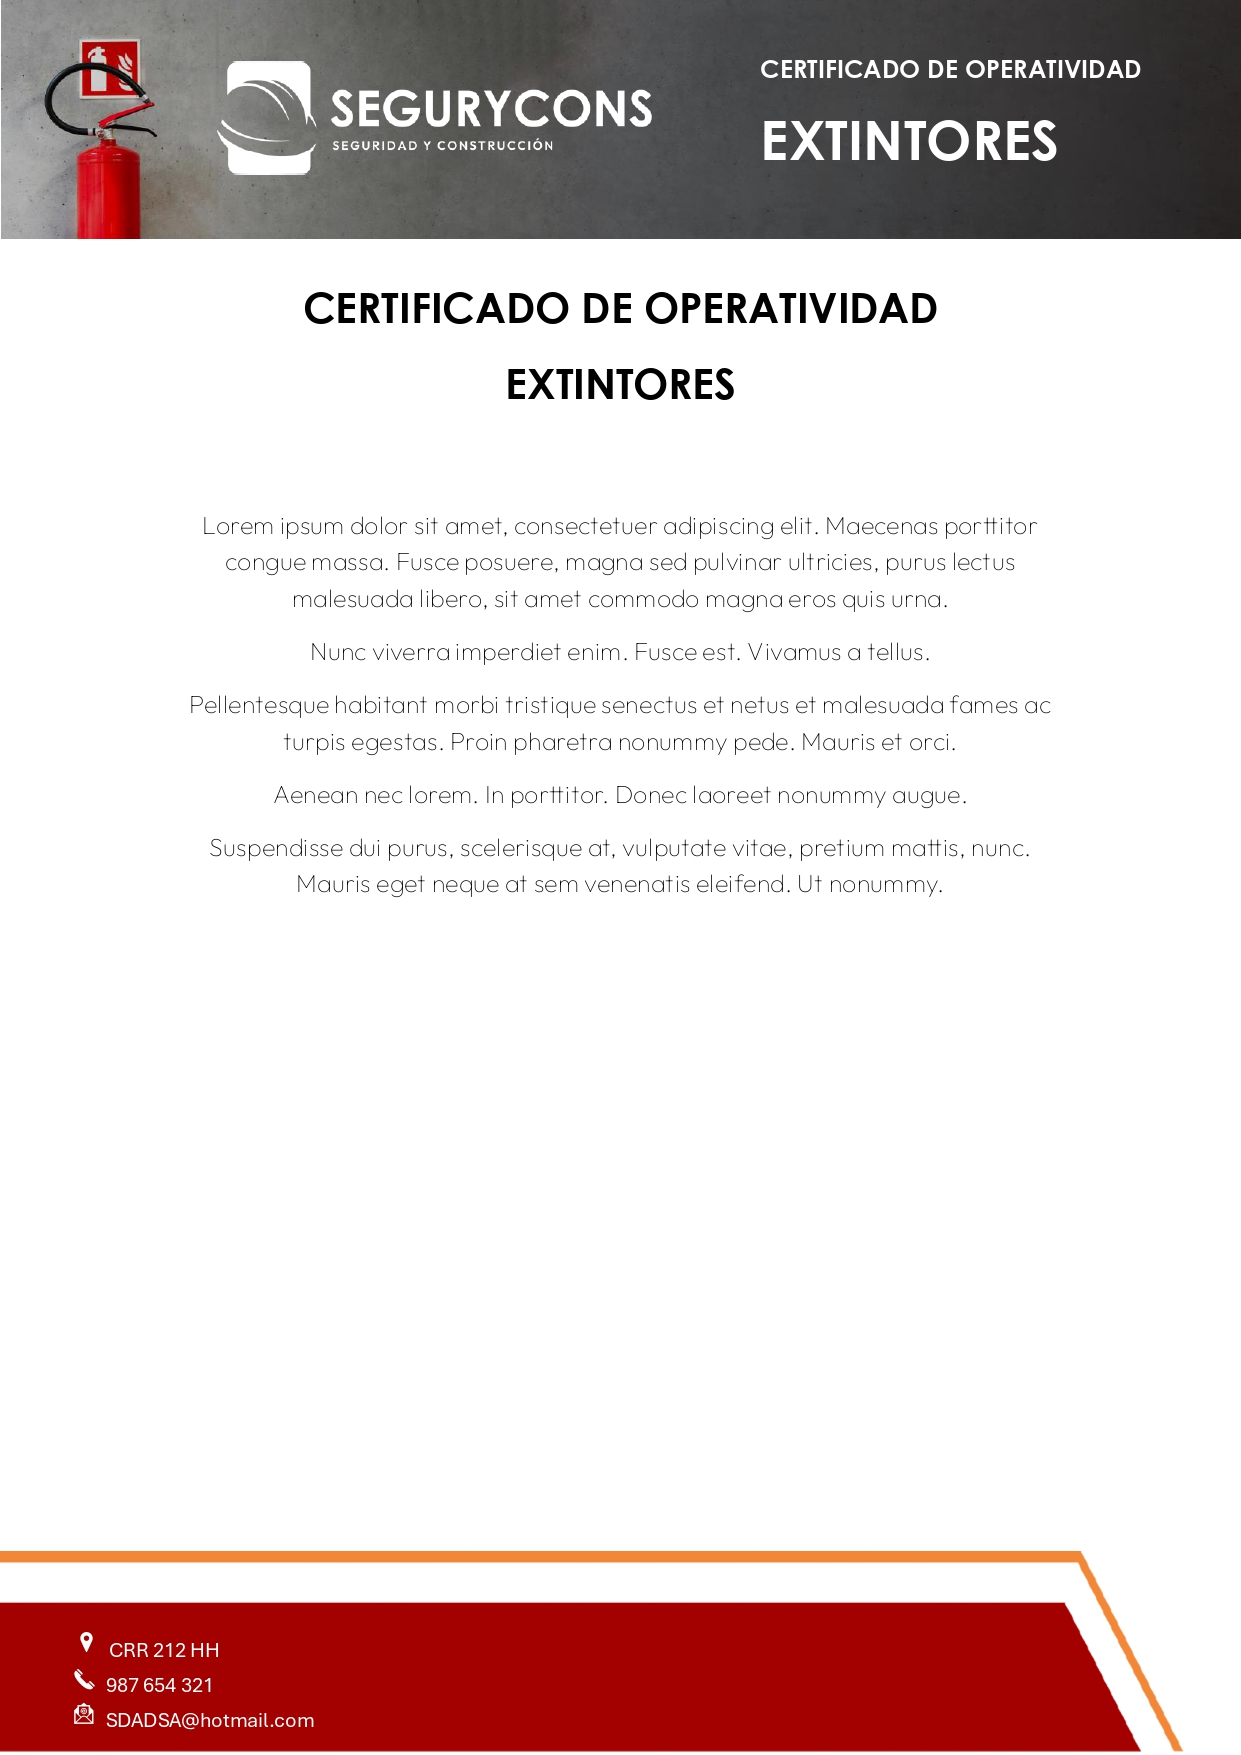 SEGURYCONS
SEGURIDAD Y CONSTRUCCIÓN
CERTIFICADO DE OPERATIVIDAD
EXTINTORES
CERTIFICADO DE OPERATIVIDAD
EXTINTORES
Lorem ipsum dolor sit amet, consectetuer adipiscing elit. Maecenas porttitor
congue massa. Fusce posuere, magna sed pulvinar ultricies, purus lectus
malesuada libero, sit amet commodo magna eros quis urna.
Nunc viverra imperdiet enim. Fusce est. Vivamus a tellus.
Pellentesque habitant morbi tristique senectus et netus et malesuada fames ac
turpis egestas. Proin pharetra nonummy pede. Mauris et orci.
Aenean nec lorem. In porttitor. Donec laoreet nonummy augue.
Suspendisse dui purus, scelerisque at, vulputate vitae, pretium mattis, nunc.
Mauris eget neque at sem venenatis eleifend. Ut nonummy.
CRR 212 HH
987 654 321
SDADSA@hotmail.com